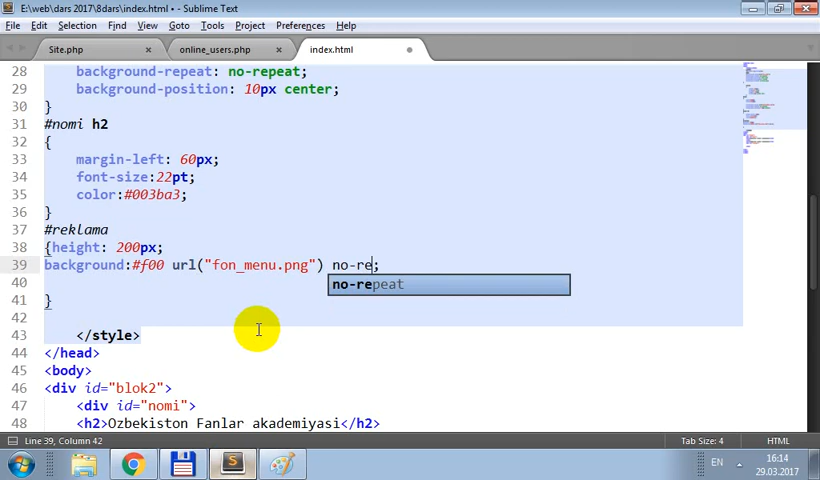 E:\web\dars 2017\8dars\index.html • - Sublime Text
File Edit Selection Find View Goto Tools Project Preferences Help
Site.php online_users.php index.html
28 background-repeat: no-repeat;
29 background-position: 10px center;
30 }
31 #nomi h2
32 {
33 margin-left: 60px;
34 font-size:22pt;
35 color:#003ba3;
36 }
37 #reklama
38 {height: 200px;
39 background:#f00 url("fon_menu.png") no-re;
40 no-repeat
41 }
42
43 </style>
44 </head>
45 <body>
46 <div id="blok2">
47 <div id="nomi">
48 <h2>Ozbekiston Fanlar akademiyasi</h2>
Line 39, Column 42 Tab Size: 4 HTML
EN 16:14
29.03.2017